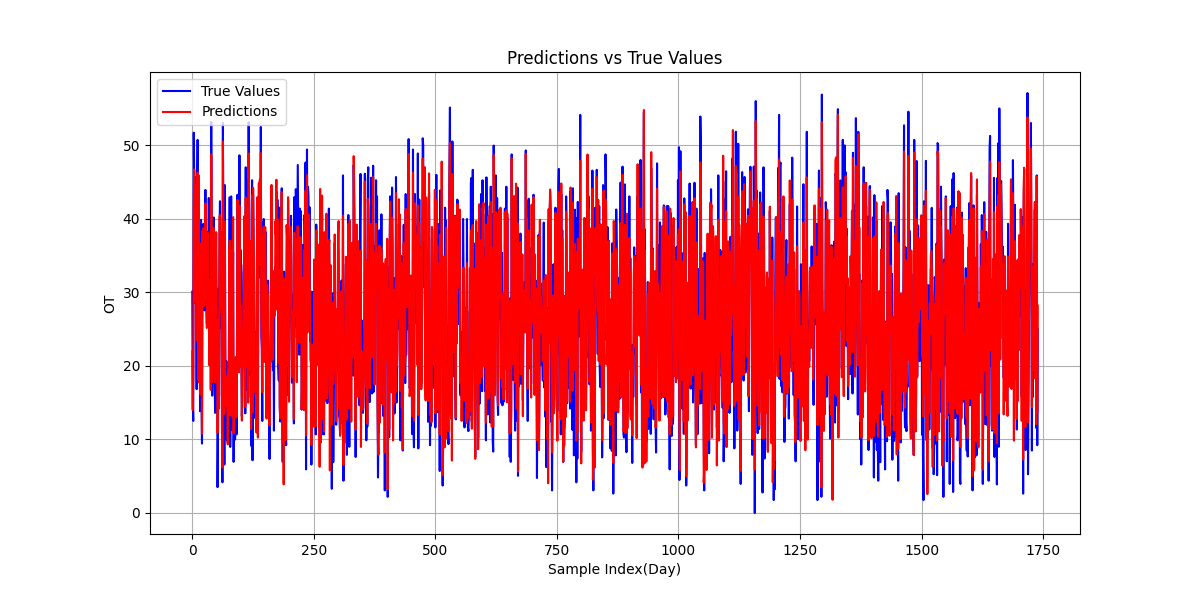 Predictions vs True Values
True Values
Predictions
OT
50
40
30
20
10
0
0 250 500 750 1000 1250 1500 1750
Sample Index(Day)